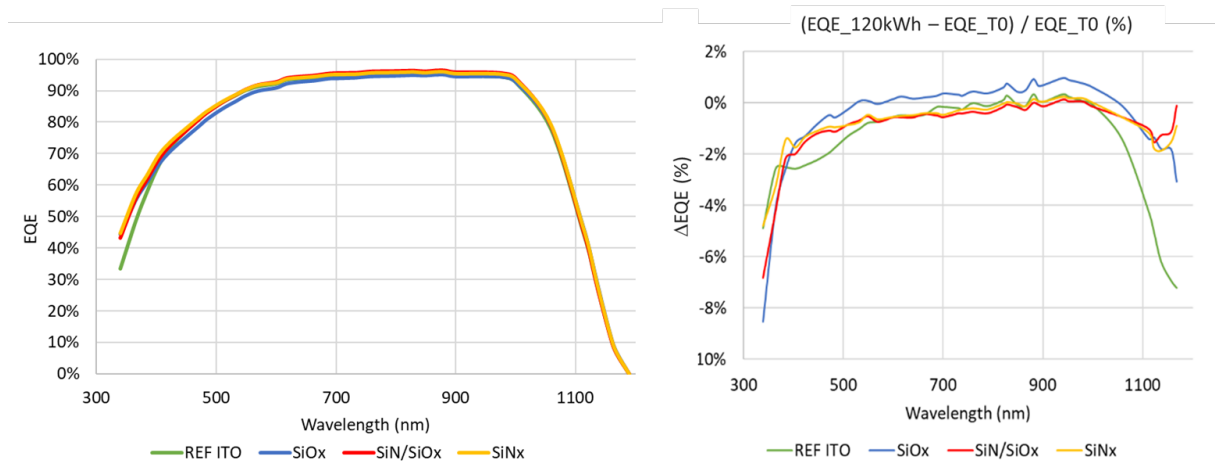 100%
90%
80%
70%
60%
50%
40%
30%
20%
10%
0%
EQE
300 500 700 900 1100
Wavelength (nm)
REF ITO SiOx SiN/SiOx SiNx
(EQE_120kWh – EQE_T0) / EQE_T0 (%)
2%
0%
-2%
-4%
-6%
-8%
10%
ΔEQE (%)
300 500 700 900 1100
Wavelength (nm)
REF ITO SiOx SiN/SiOx SiNx